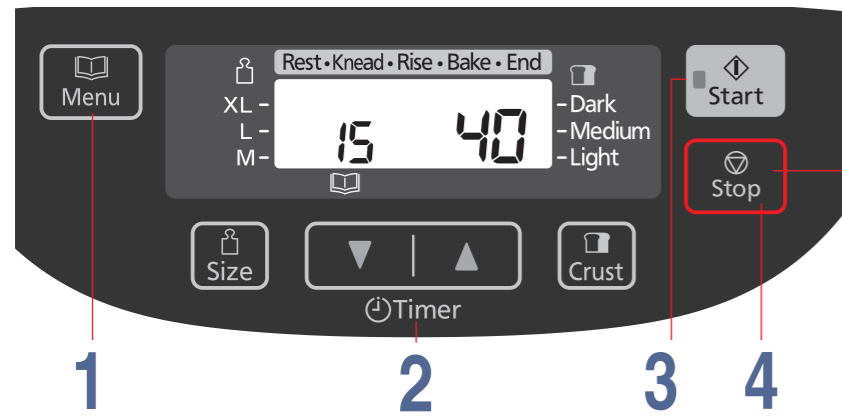 Menu
Rest•Knead•Rise•Bake•End
XL
L
M
15 40
Dark
Medium
Light
Start
Stop
Size
Crust
Timer
1
2
3
4